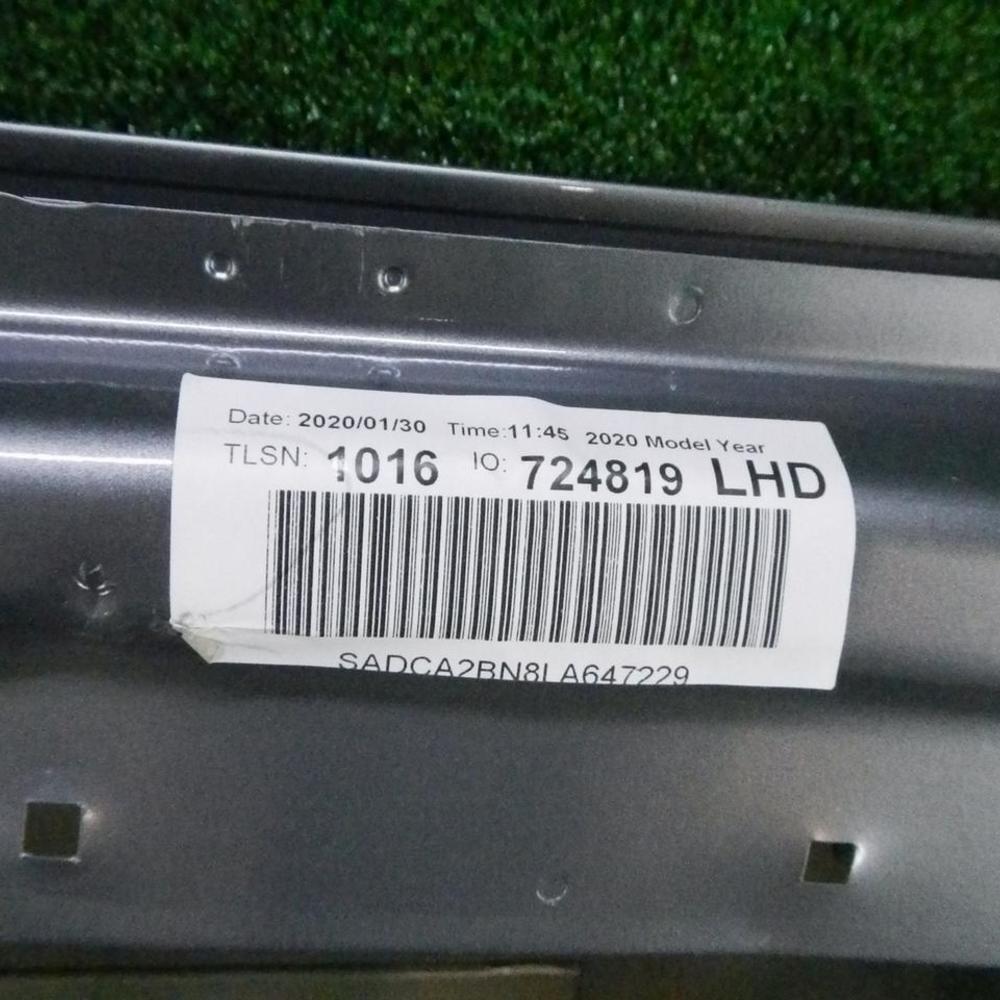 Date: 2020/01/30 Time:11:45 2020 Model Year
TLSN: 1016 IO: 724819 LHD
SADCA2BN8LA647229